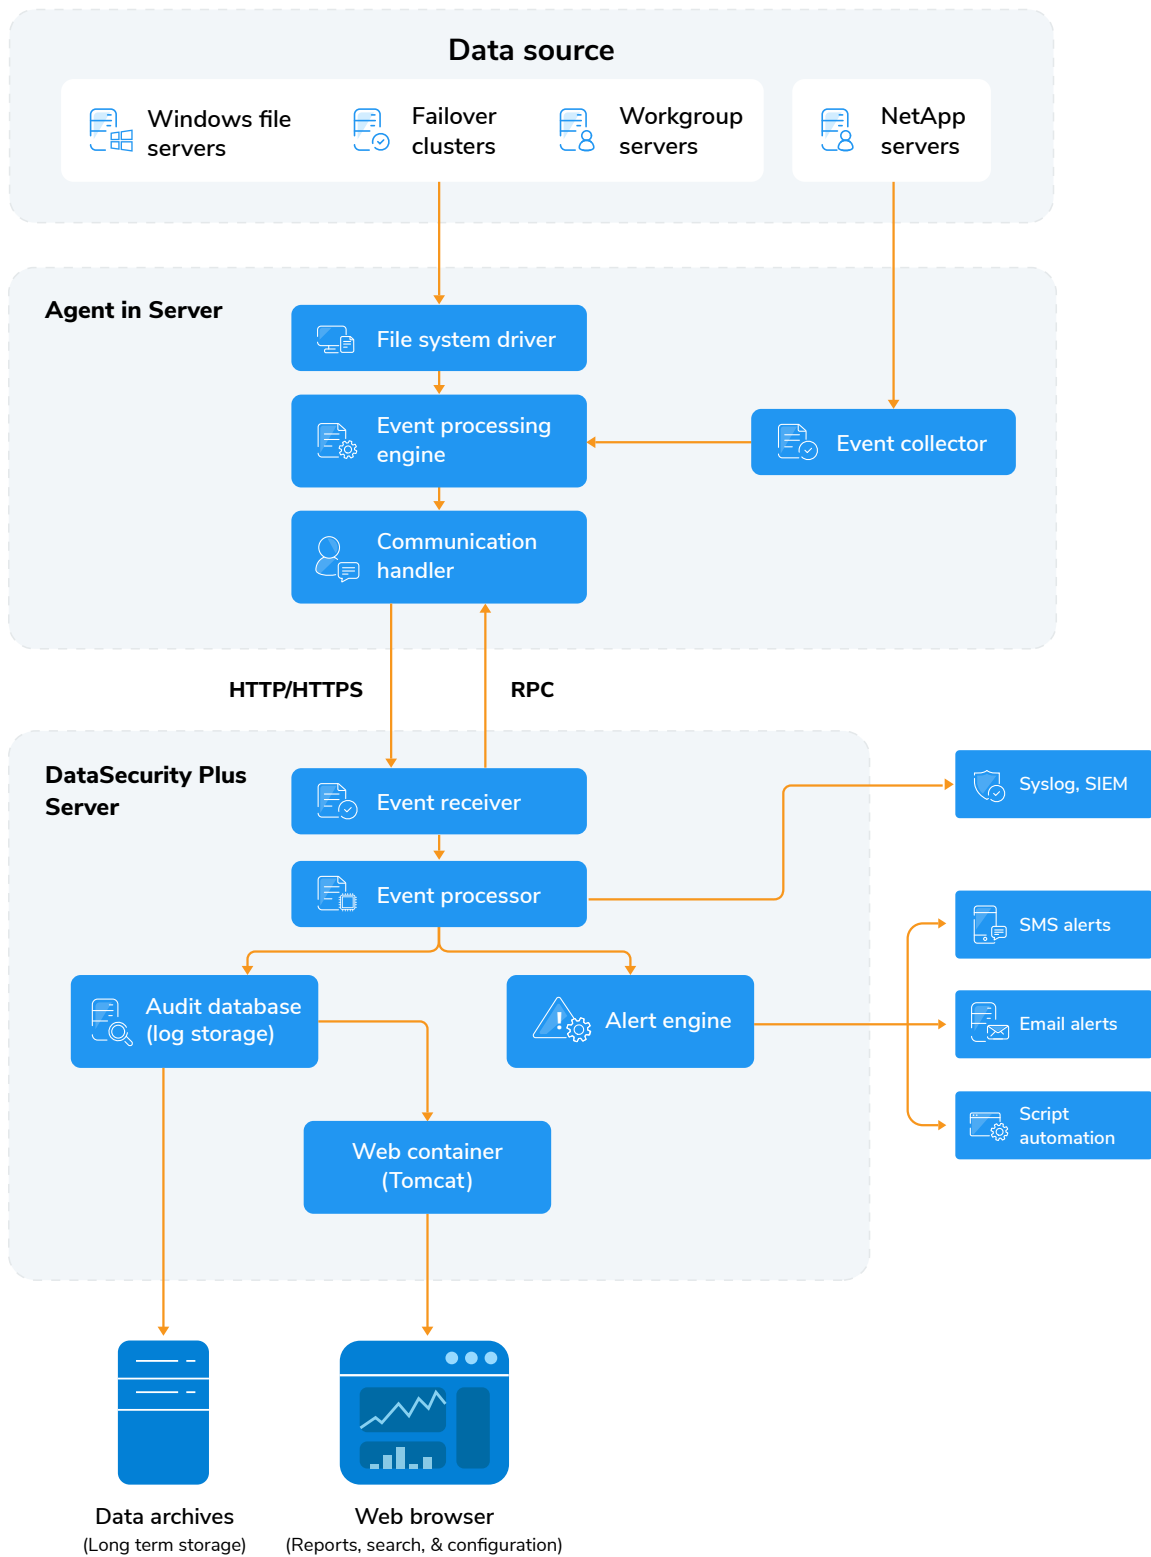 Data source
Windows file
servers
Failover
clusters
Workgroup
servers
NetApp
servers
Agent in Server
File system driver
Event processing
engine
Event collector
Communication
handler
HTTP/HTTPS
RPC
DataSecurity Plus
Server
Event receiver
Syslog, SIEM
Event processor
SMS alerts
Audit database
(log storage)
Alert engine
Email alerts
Script
automation
Web container
(Tomcat)
Data archives
(Long term storage)
Web browser
(Reports, search, & configuration)